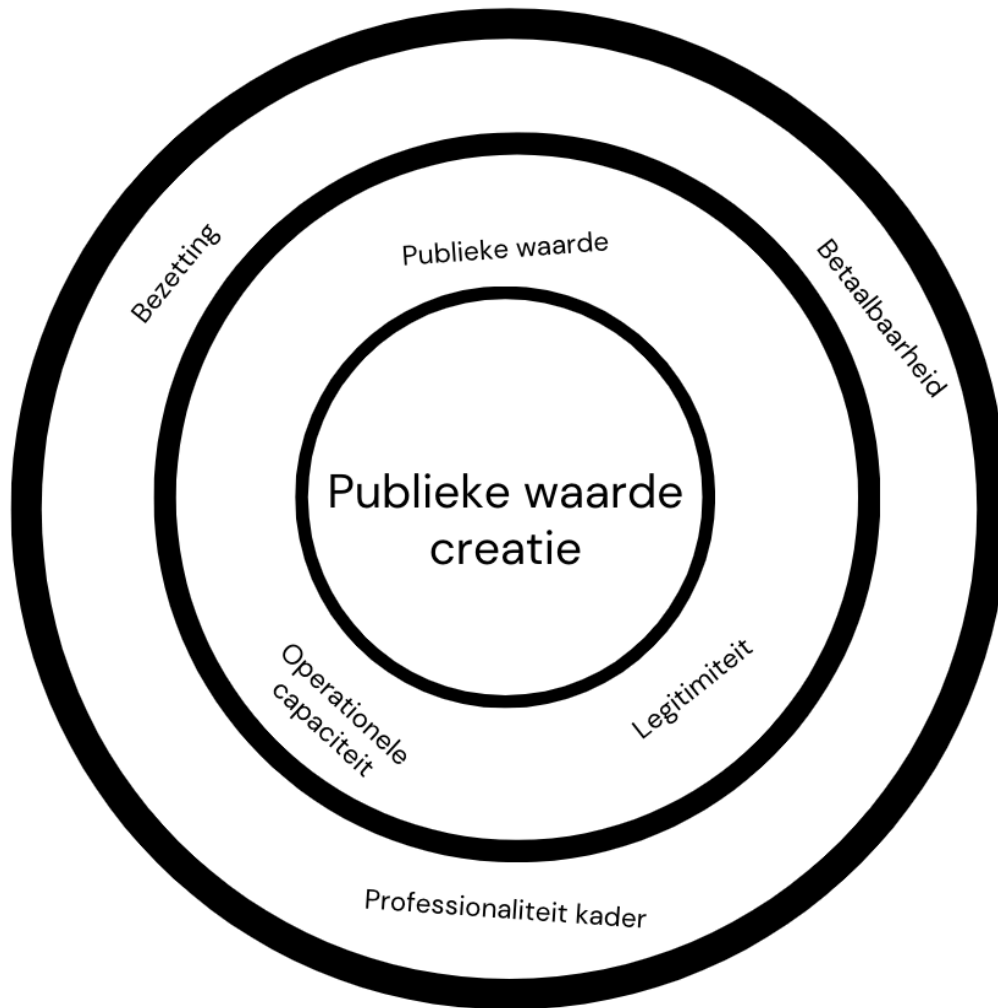 Bezetting
Publieke waarde
Betaalbaarheid
Publieke waarde
creatie
Operationele
capaciteit
Legitimiteit
Professionaliteit kader